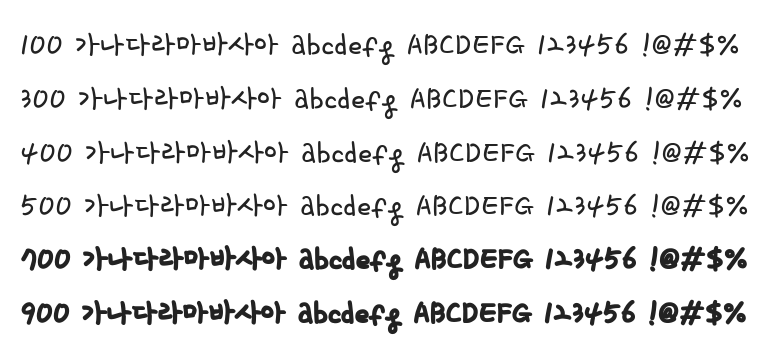 100 가나다라마바사아 abcdefg ABCDEFG 123456 !@#$%
300 가나다라마바사아 abcdefg ABCDEFG 123456 !@#$%
400 가나다라마바사아 abcdefg ABCDEFG 123456 !@#$%
500 가나다라마바사아 abcdefg ABCDEFG 123456 !@#$%
700 가나다라마바사아 abcdefg ABCDEFG 123456 !@#$%
900 가나다라마바사아 abcdefg ABCDEFG 123456 !@#$%